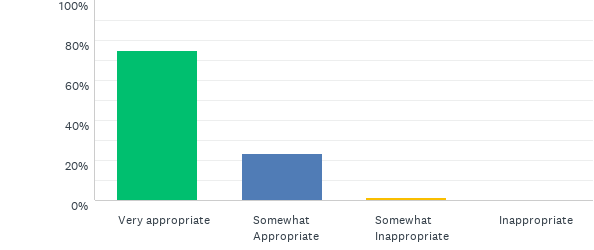 100%
80%
60%
40%
20%
0%
Very appropriate
Somewhat
Appropriate
Somewhat
Inappropriate
Inappropriate